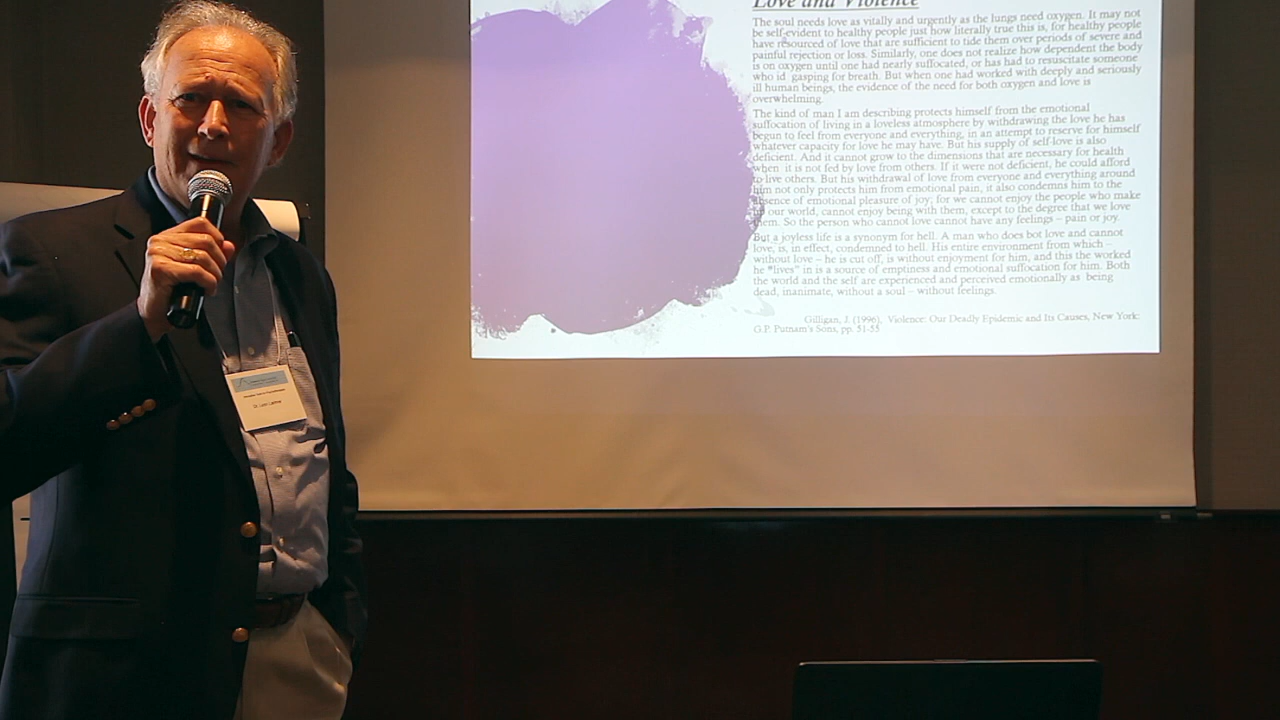 Love and Violence
The soul needs love as vitally and urgently as the lungs need oxygen. It may not
be self-evident to healthy people just how literally true this is, for healthy people
have resourced of love that are sufficient to tide them over periods of severe and
painful rejection or loss. Similarly, one does not realize how dependent the body
is on oxygen until one had nearly suffocated, or has had to resuscitate someone
who id gasping for breath. But when one had worked with deeply and seriously
ill human beings, the evidence of the need for both oxygen and love is
overwhelming.
The kind of man I am describing protects himself from the emotional
suffocation of living in a loveless atmosphere by withdrawing the love he has
begun to feel from everyone and everything, in an attempt to reserve for himself
whatever capacity for love he may have. But his supply of self-love is also
deficient. And it cannot grow to the dimensions that are necessary for health
when it is not fed by love from others. If it were not deficient, he could afford
to live others. But his withdrawal of love from everyone and everything around
him not only protects him from emotional pain, it also condemns him to the
absence of emotional pleasure of joy; for we cannot enjoy the people who make
our world, cannot enjoy being with them, except to the degree that we love
them. So the person who cannot love cannot have any feelings – pain or joy.
But a joyless life is a synonym for hell. A man who does bot love and cannot
love, is, in effect, condemned to hell. His entire environment from which –
without love – he is cut off, is without enjoyment for him, and this the worked
he "lives" in is a source of emptiness and emotional suffocation for him. Both
the world and the self are experienced and perceived emotionally as being
dead, inanimate, without a soul – without feelings.
Gilligan, J. (1996), Violence: Our Deadly Epidemic and Its Causes, New York:
G.P. Putnam's Sons, pp. 51-55
Dr.